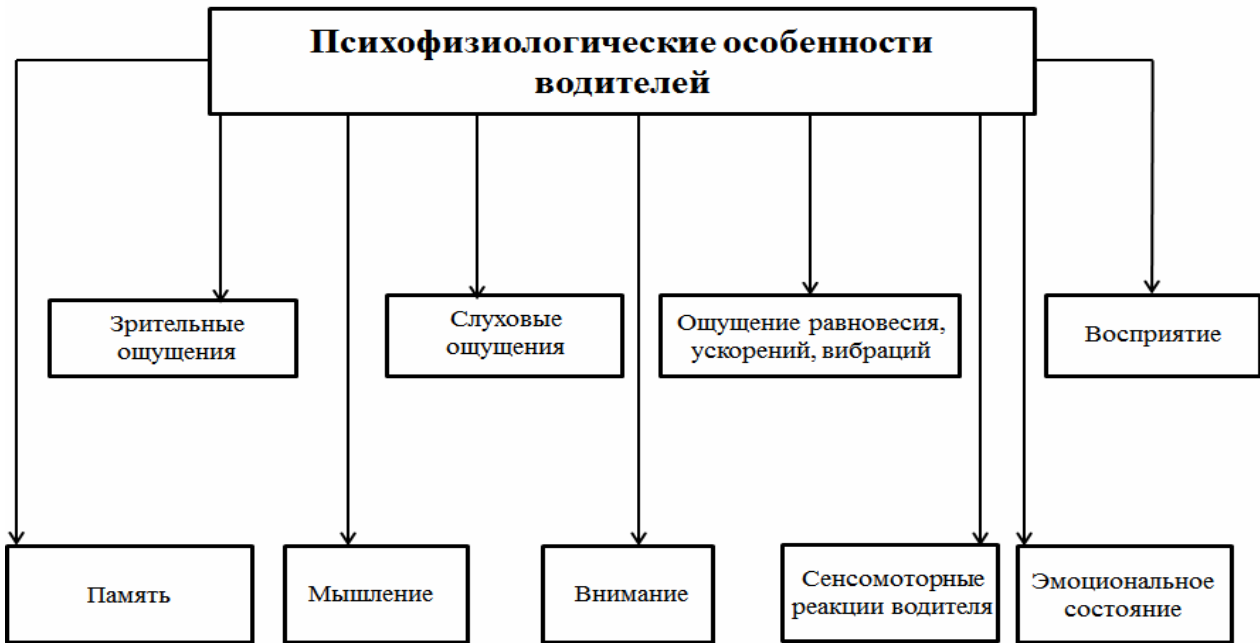 Психофизиологические особенности
водителей
Зрительные
ощущения
Слуховые
ощущения
Ощущение равновесия,
ускорений, вибраций
Восприятие
Память
Мышление
Внимание
Сенсомоторные
реакции водителя
Эмоциональное
состояние